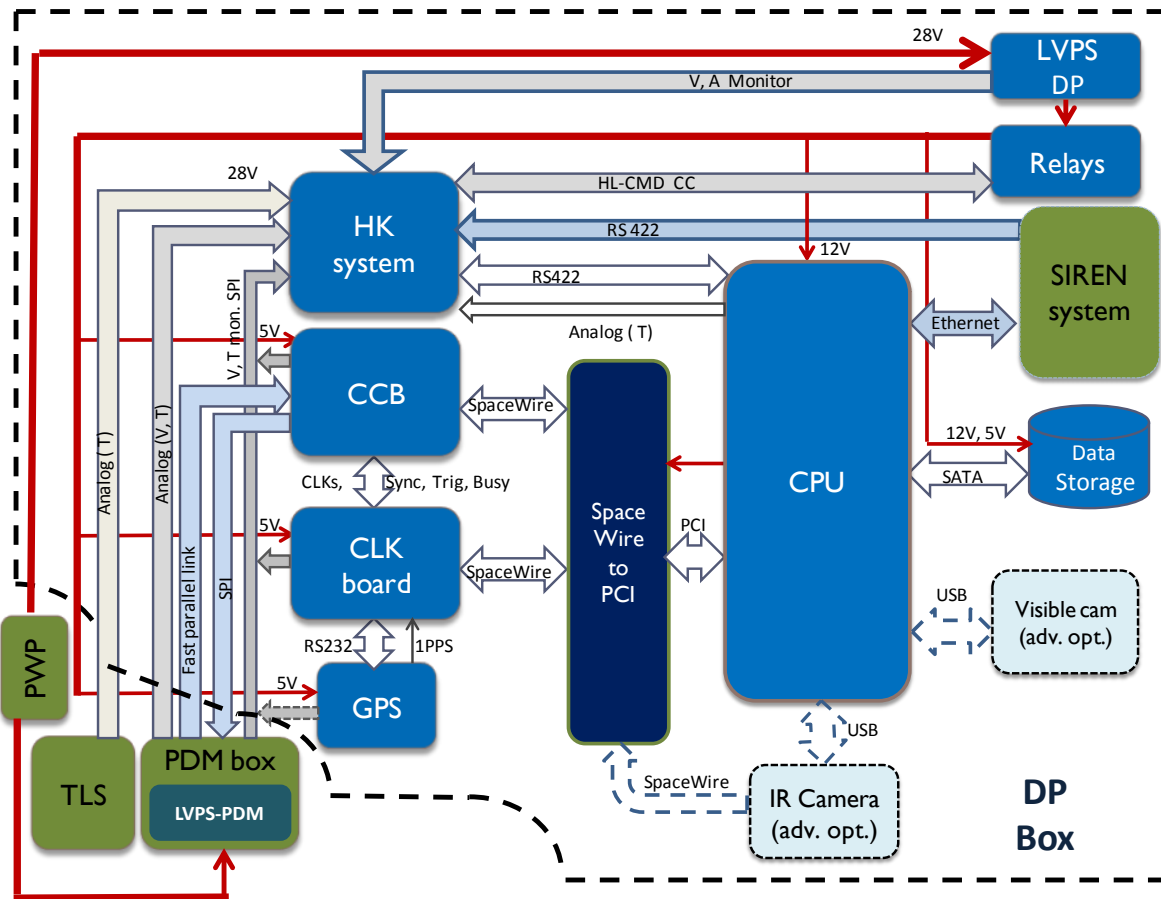 28V
LVPS
DP
V, A Monitor
Relays
28V
HL-CMD CC
HK
system
RS 422
SIREN
system
12V
RS422
Analog ( T)
Ethernet
V, T mon. SPI
5V
CCB
SpaceWire
CPU
12V, 5V
Data
Storage
SATA
Analog ( T)
Analog (V, T)
Fast parallel link
SPI
CLKs, Sync, Trig, Busy
5V
CLK
board
SpaceWire
Space
Wire
to
PCI
PCI
USB
Visible cam
(adv. opt.)
PWP
RS232
1PPS
5V
GPS
USB
SpaceWire
IR Camera
(adv. opt.)
TLS
PDM box
LVPS-PDM
DP
Box